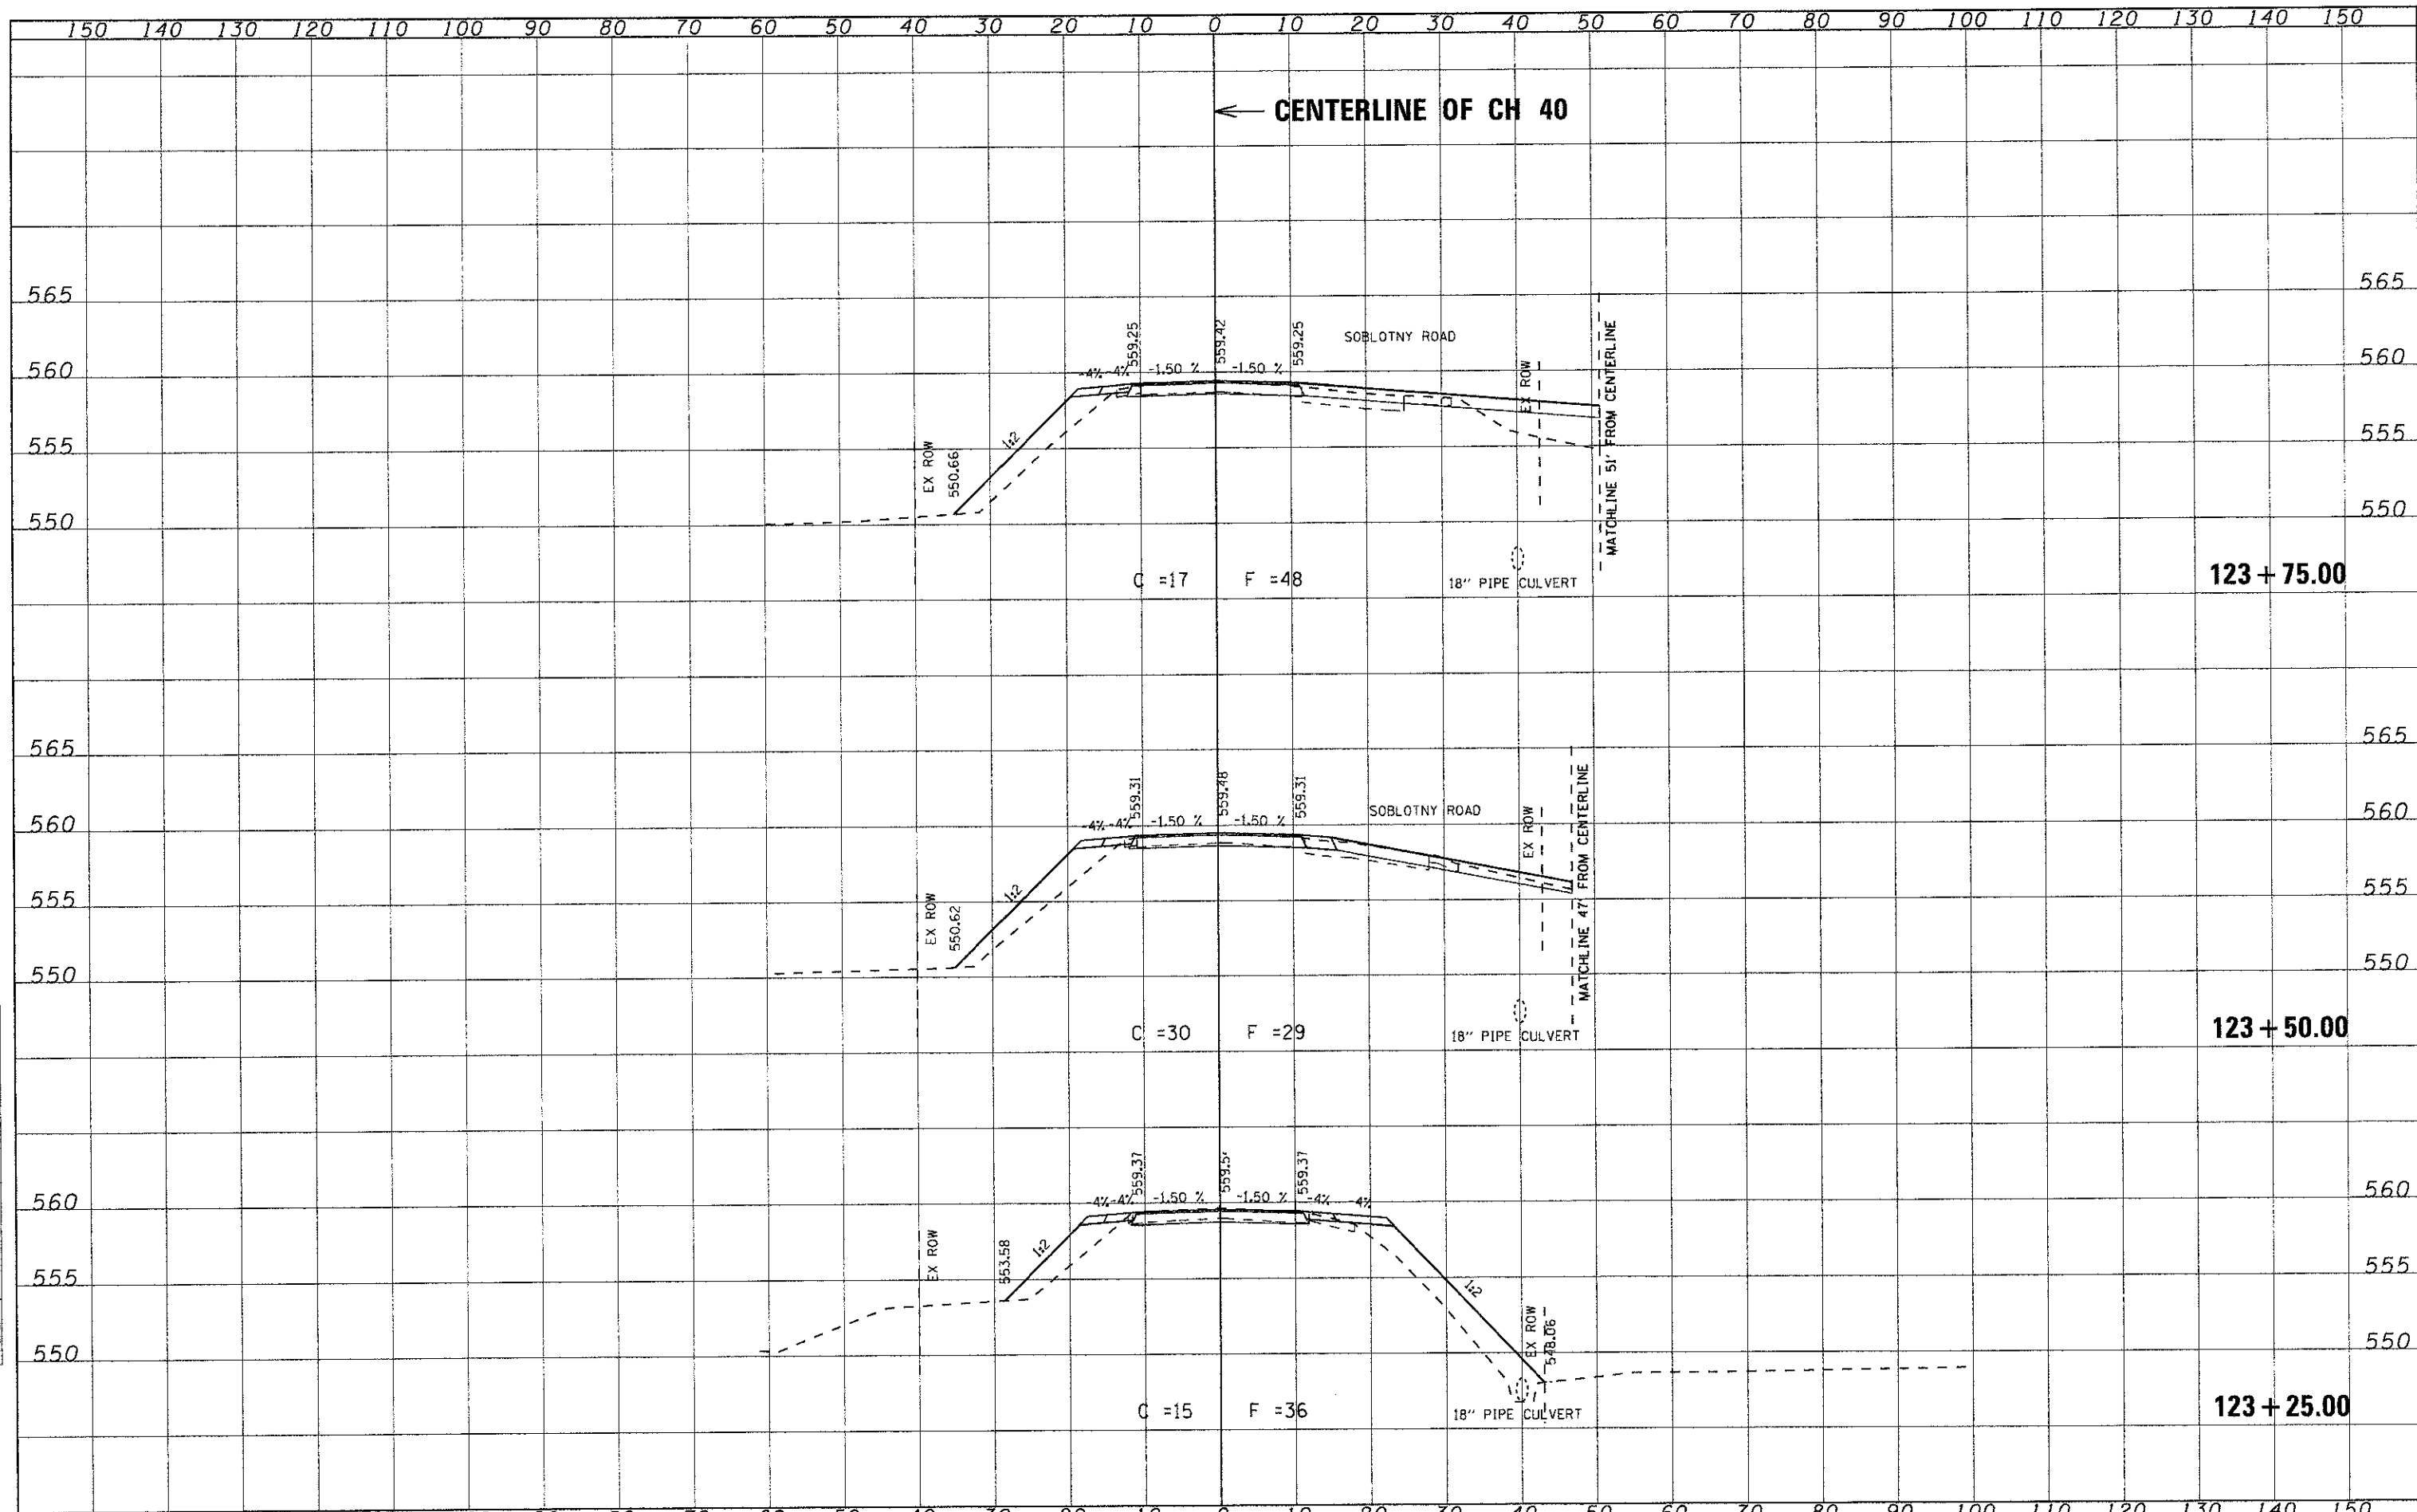 150 140 130 120 110 100 90 80 70 60 50 40 30 20 10 0 10 20 30 40 50 60 70 80 90 100 110 120 130 140 150
← CENTERLINE OF CH 40
565 565
559.25 559.42 559.25
SOBLOTNY ROAD
560 -4% -4% -1.50 % -1.50 % 560
EX ROW
MATCHLINE 51' FROM CENTERLINE
555 1:2 555
EX ROW
550.66
550 550
C =17 F =48
18" PIPE CULVERT
123+75.00
565 565
559.31 559.48 559.31
SOBLOTNY ROAD
560 -4% -4% -1.50 % -1.50 % 560
EX ROW
MATCHLINE 47' FROM CENTERLINE
555 1:2 555
EX ROW
550.62
550 550
C =30 F =29
18" PIPE CULVERT
123+50.00
559.37 559.37
560 -4% -4% -1.50 % -1.50 % -4% -4% 560
EX ROW
553.58
1:2
555 1:2 555
EX ROW
548.06
550 550
C =15 F =36
18" PIPE CULVERT
123+25.00